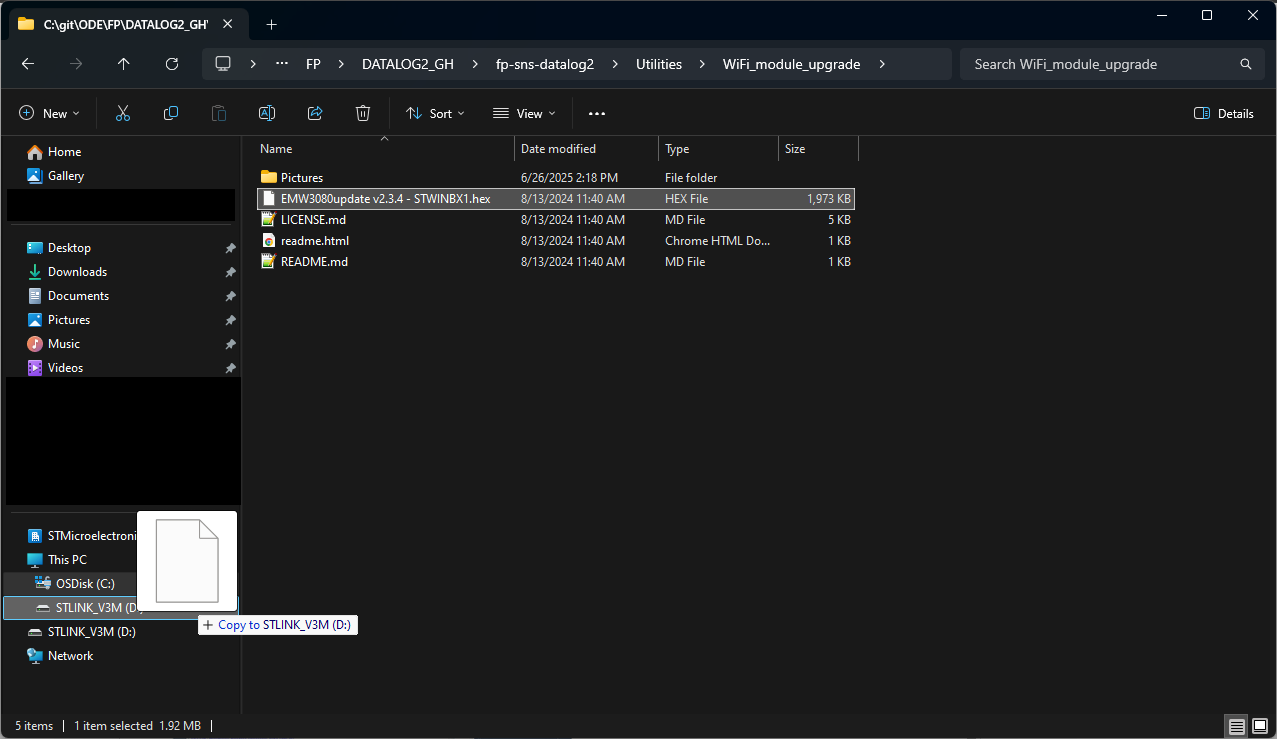 C:\git\ODE\FP\DATALOG2_GH\
FP DATALOG2_GH fp-sns-datalog2 Utilities WiFi_module_upgrade Search WiFi_module_upgrade
New Sort View Details
Home
Gallery
Desktop
Downloads
Documents
Pictures
Music
Videos
STMicroelectroni
This PC
OSDisk (C:)
STLINK_V3M (D:)
STLINK_V3M (D:)
Network
Name Date modified Type Size
Pictures 6/26/2025 2:18 PM File folder
EMW3080update v2.3.4 - STWINBX1.hex 8/13/2024 11:40 AM HEX File 1,973 KB
LICENSE.md 8/13/2024 11:40 AM MD File 5 KB
readme.html 8/13/2024 11:40 AM Chrome HTML Do... 1 KB
README.md 8/13/2024 11:40 AM MD File 1 KB
+ Copy to STLINK_V3M (D:)
5 items 1 item selected 1.92 MB